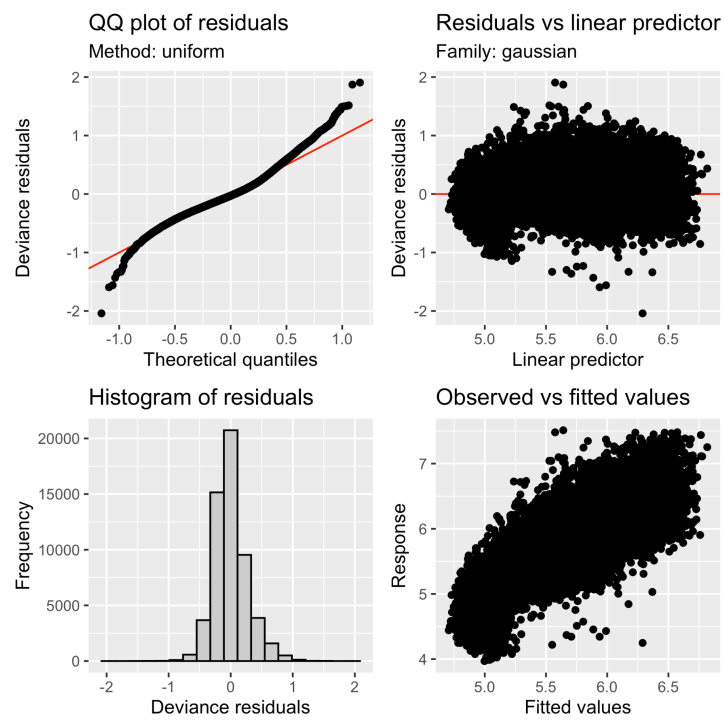 QQ plot of residuals
Method: uniform
2
1
0
-1
-2
Deviance residuals
-1.0 -0.5 0.0 0.5 1.0
Theoretical quantiles
Residuals vs linear predictor
Family: gaussian
2
1
0
-1
-2
Deviance residuals
5.0 5.5 6.0 6.5
Linear predictor
Histogram of residuals
20000
15000
10000
5000
0
Frequency
-2 -1 0 1 2
Deviance residuals
Observed vs fitted values
7
6
5
4
Response
5.0 5.5 6.0 6.5
Fitted values